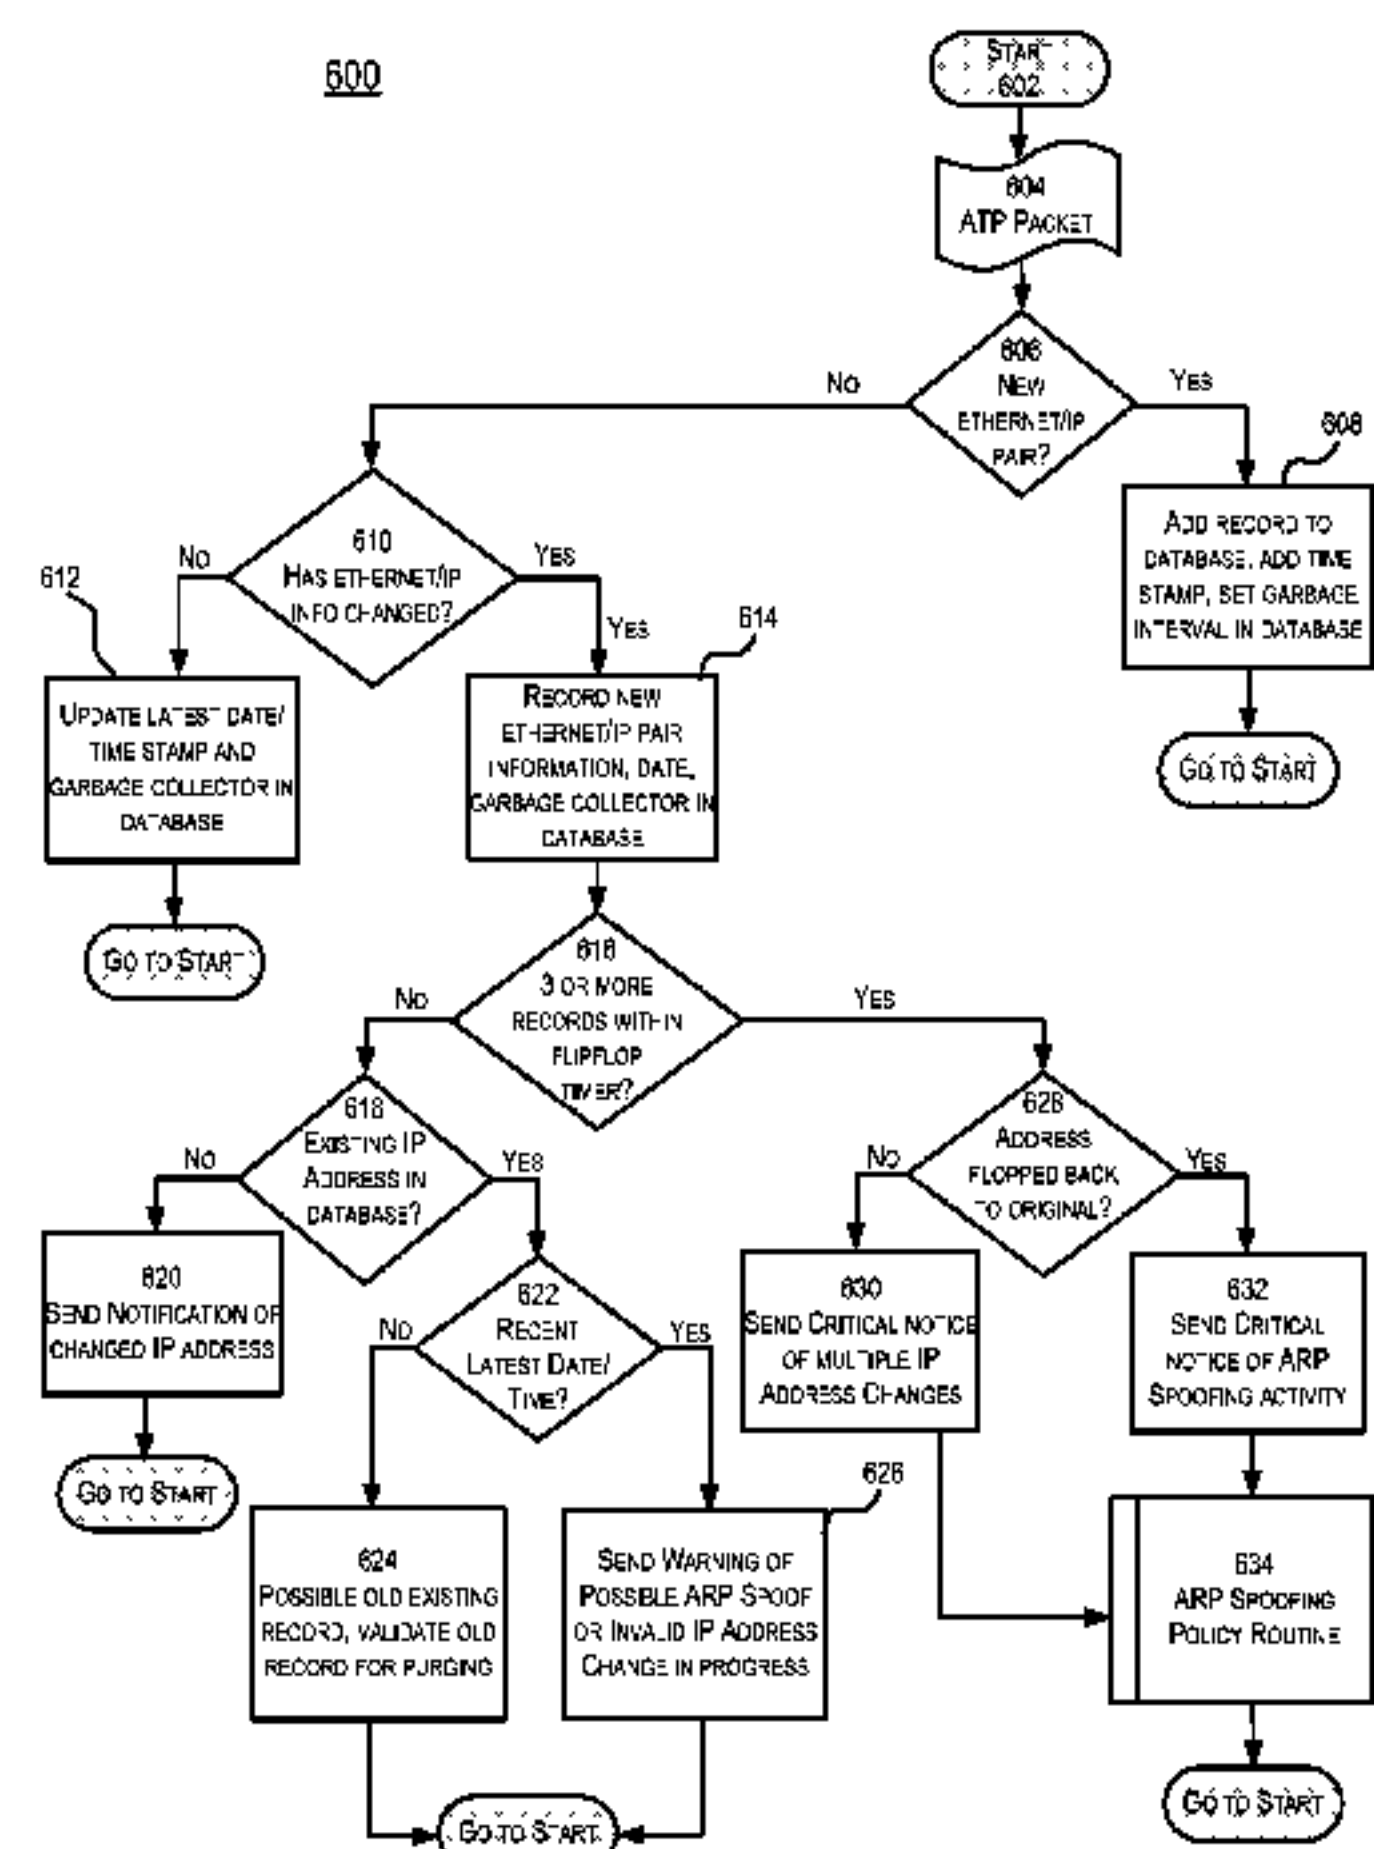 600
START
602
604
ATP PACKET
606
NEW
ETHERNET/IP
PAIR?
NO
YES
608
ADD RECORD TO
DATABASE, ADD TIME
STAMP, SET GARBAGE
INTERVAL IN DATABASE
GO TO START
610
HAS ETHERNET/IP
INFO CHANGED?
NO
YES
YES
612
UPDATE LATEST DATE/
TIME STAMP AND
GARBAGE COLLECTOR IN
DATABASE
GO TO START
614
RECORD NEW
ETHERNET/IP PAIR
INFORMATION, DATE,
GARBAGE COLLECTOR IN
DATABASE
616
3 OR MORE
RECORDS WITHIN
FLIPFLOP
TIMER?
NO
YES
618
EXISTING IP
ADDRESS IN
DATABASE?
NO
YES
628
ADDRESS
FLOPPED BACK
TO ORIGINAL?
NO
YES
620
SEND NOTIFICATION OF
CHANGED IP ADDRESS
GO TO START
622
RECENT
LATEST DATE/
TIME?
NO
YES
630
SEND CRITICAL NOTICE
OF MULTIPLE IP
ADDRESS CHANGES
632
SEND CRITICAL
NOTICE OF ARP
SPOOFING ACTIVITY
624
POSSIBLE OLD EXISTING
RECORD, VALIDATE OLD
RECORD FOR PURGING
626
SEND WARNING OF
POSSIBLE ARP SPOOF
OR INVALID IP ADDRESS
CHANGE IN PROGRESS
634
ARP SPOOFING
POLICY ROUTINE
GO TO START
GO TO START